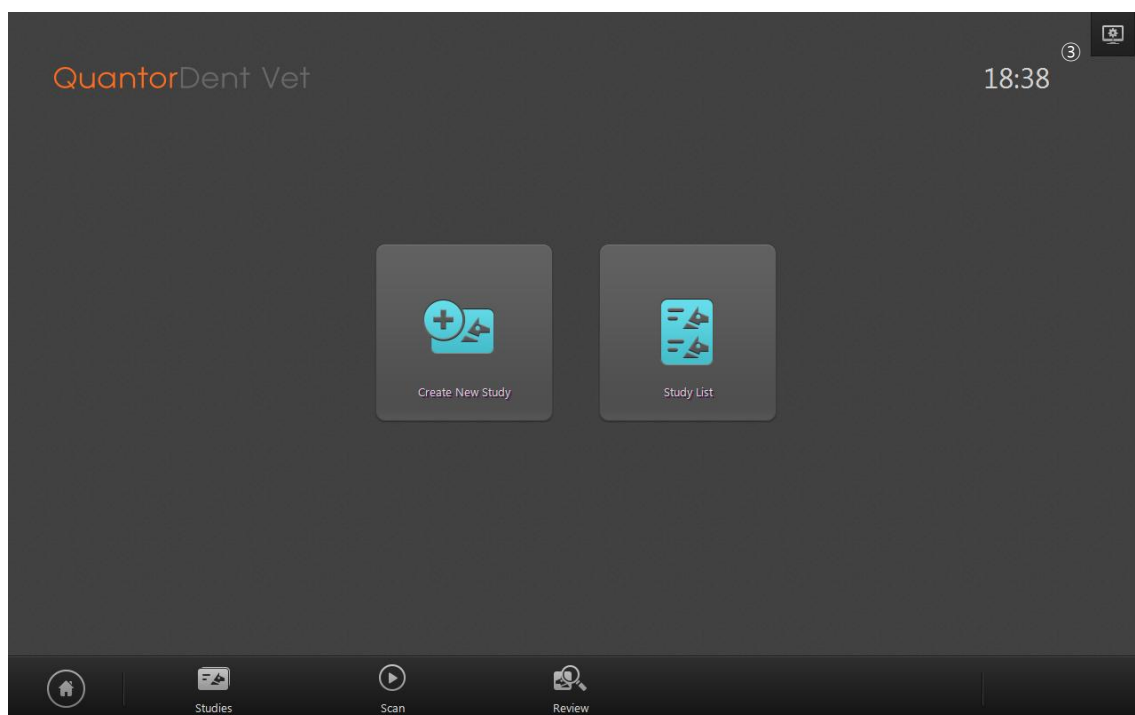 ③
QuantorDent Vet
18:38
Create New Study
Study List
Studies
Scan
Review